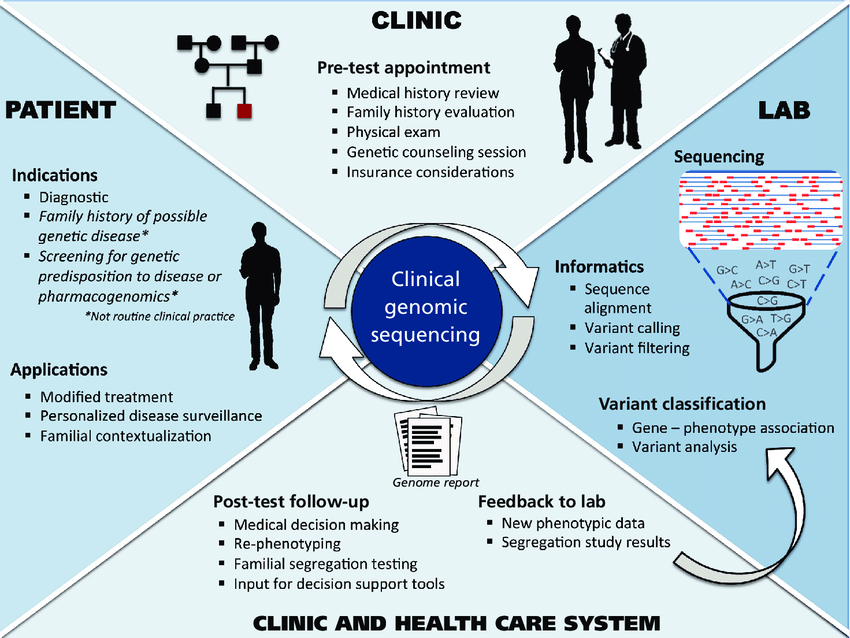 CLINIC
Pre-test appointment
▪ Medical history review
▪ Family history evaluation
▪ Physical exam
▪ Genetic counseling session
▪ Insurance considerations
PATIENT
Indications
▪ Diagnostic
▪ Family history of possible
genetic disease*
▪ Screening for genetic
predisposition to disease or
pharmacogenomics*
*Not routine clinical practice
Applications
▪ Modified treatment
▪ Personalized disease surveillance
▪ Familial contextualization
Clinical
genomic
sequencing
LAB
Sequencing
Informatics
▪ Sequence
alignment
▪ Variant calling
▪ Variant filtering
G>C A>T G>T
A>C C>G C>T
C>G
G>A T>G
C>A
Variant classification
▪ Gene – phenotype association
▪ Variant analysis
Genome report
Post-test follow-up
▪ Medical decision making
▪ Re-phenotyping
▪ Familial segregation testing
▪ Input for decision support tools
Feedback to lab
▪ New phenotypic data
▪ Segregation study results
CLINIC AND HEALTH CARE SYSTEM